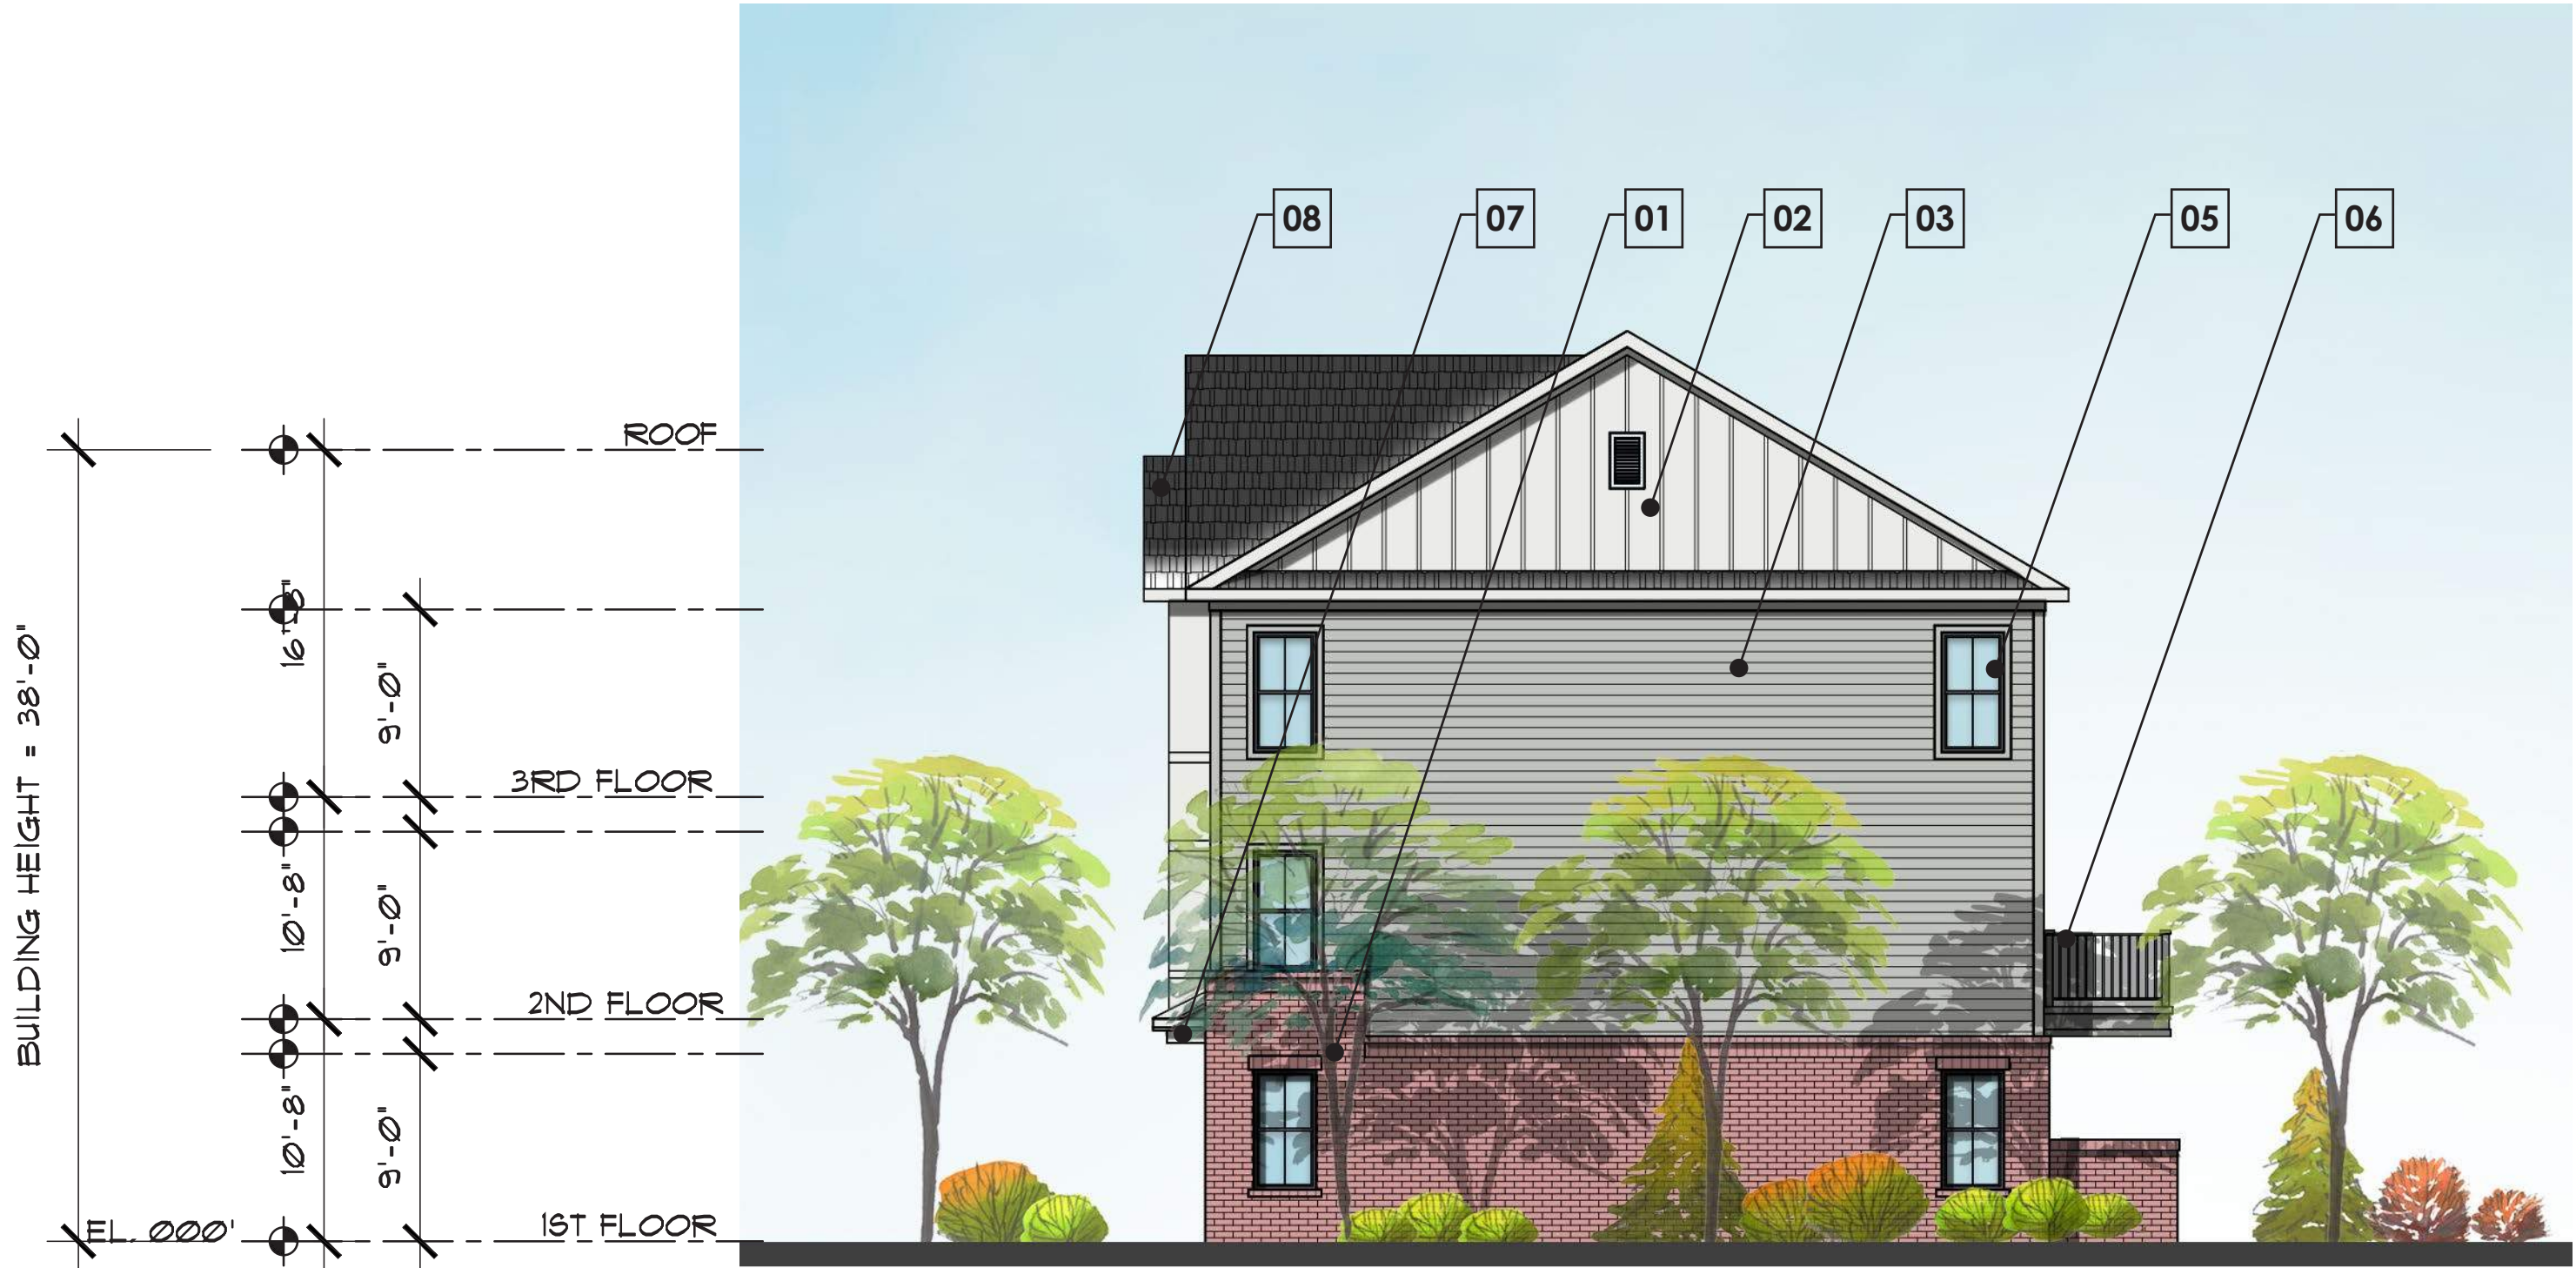 08
07
01
02
03
05
06
ROOF
16'-8"
9'-0"
BUILDING HEIGHT = 38'-0"
3RD FLOOR
10'-8"
9'-0"
2ND FLOOR
10'-8"
9'-0"
EL. 000'
1ST FLOOR